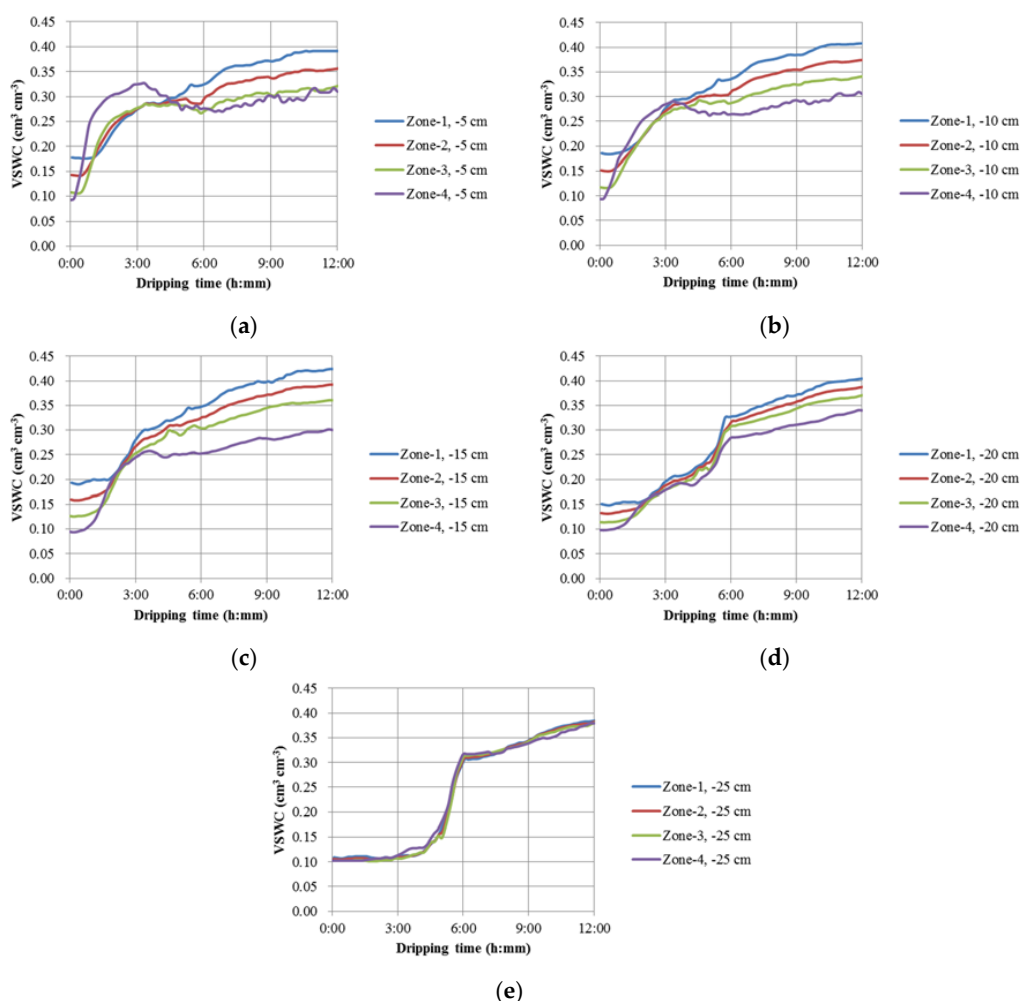 0.45
0.40
0.35
0.30
0.25
0.20
0.15
0.10
0.05
0.00
VSWC (cm³ cm⁻³)
0:00 3:00 6:00 9:00 12:00
Dripping time (h:mm)
Zone-1, -5 cm
Zone-2, -5 cm
Zone-3, -5 cm
Zone-4, -5 cm
(a)
0.45
0.40
0.35
0.30
0.25
0.20
0.15
0.10
0.05
0.00
VSWC (cm³ cm⁻³)
0:00 3:00 6:00 9:00 12:00
Dripping time (h:mm)
Zone-1, -10 cm
Zone-2, -10 cm
Zone-3, -10 cm
Zone-4, -10 cm
(b)
0.45
0.40
0.35
0.30
0.25
0.20
0.15
0.10
0.05
0.00
VSWC (cm³ cm⁻³)
0:00 3:00 6:00 9:00 12:00
Dripping time (h:mm)
Zone-1, -15 cm
Zone-2, -15 cm
Zone-3, -15 cm
Zone-4, -15 cm
(c)
0.45
0.40
0.35
0.30
0.25
0.20
0.15
0.10
0.05
0.00
VSWC (cm³ cm⁻³)
0:00 3:00 6:00 9:00 12:00
Dripping time (h:mm)
Zone-1, -20 cm
Zone-2, -20 cm
Zone-3, -20 cm
Zone-4, -20 cm
(d)
0.45
0.40
0.35
0.30
0.25
0.20
0.15
0.10
0.05
0.00
VSWC (cm³ cm⁻³)
0:00 3:00 6:00 9:00 12:00
Dripping time (h:mm)
Zone-1, -25 cm
Zone-2, -25 cm
Zone-3, -25 cm
Zone-4, -25 cm
(e)